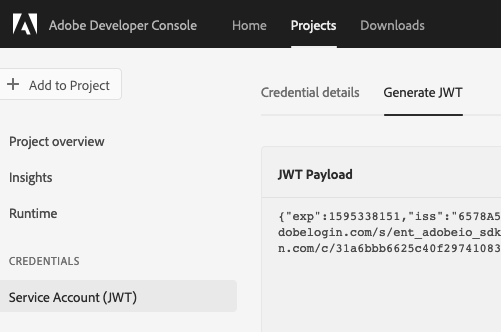 Adobe Developer Console Home Projects Downloads
+ Add to Project
Credential details Generate JWT
Project overview
JWT Payload
Insights
Runtime
{"exp":1595338151,"iss":"6578A5
dobelogin.com/s/ent_adobeio_sdk
n.com/c/31a6bbb6625c40f29741083
CREDENTIALS
Service Account (JWT)